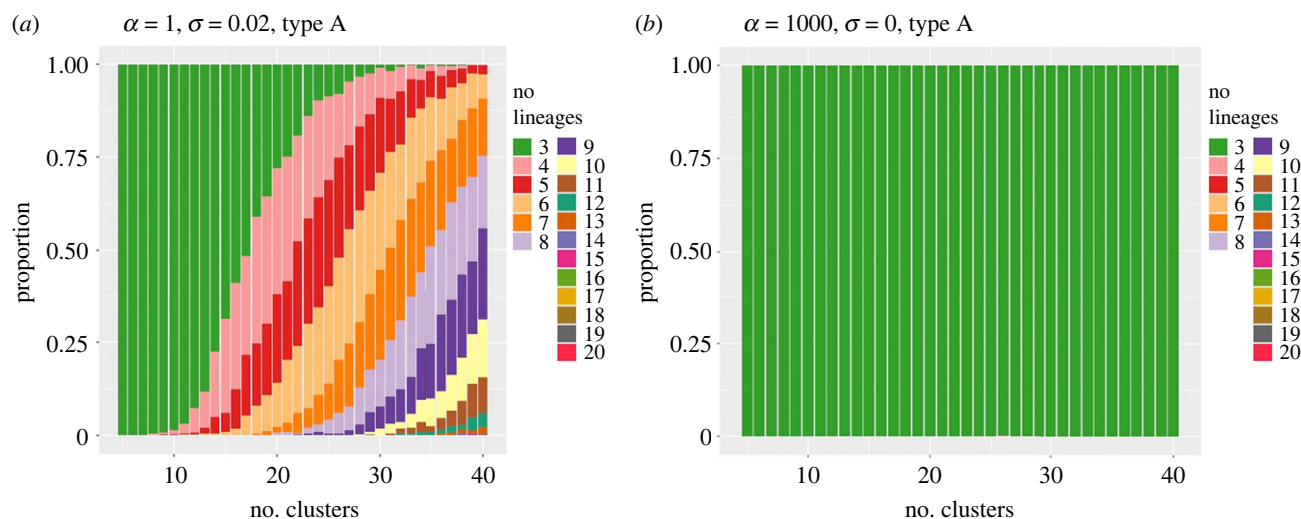 (a) α = 1, σ = 0.02, type A
1.00
0.75
0.50
0.25
0
proportion
10 20 30 40
no. clusters
no
lineages
3 9
4 10
5 11
6 12
7 13
8 14
15
16
17
18
19
20
(b) α = 1000, σ = 0, type A
1.00
0.75
0.50
0.25
0
proportion
10 20 30 40
no. clusters
no
lineages
3 9
4 10
5 11
6 12
7 13
8 14
15
16
17
18
19
20